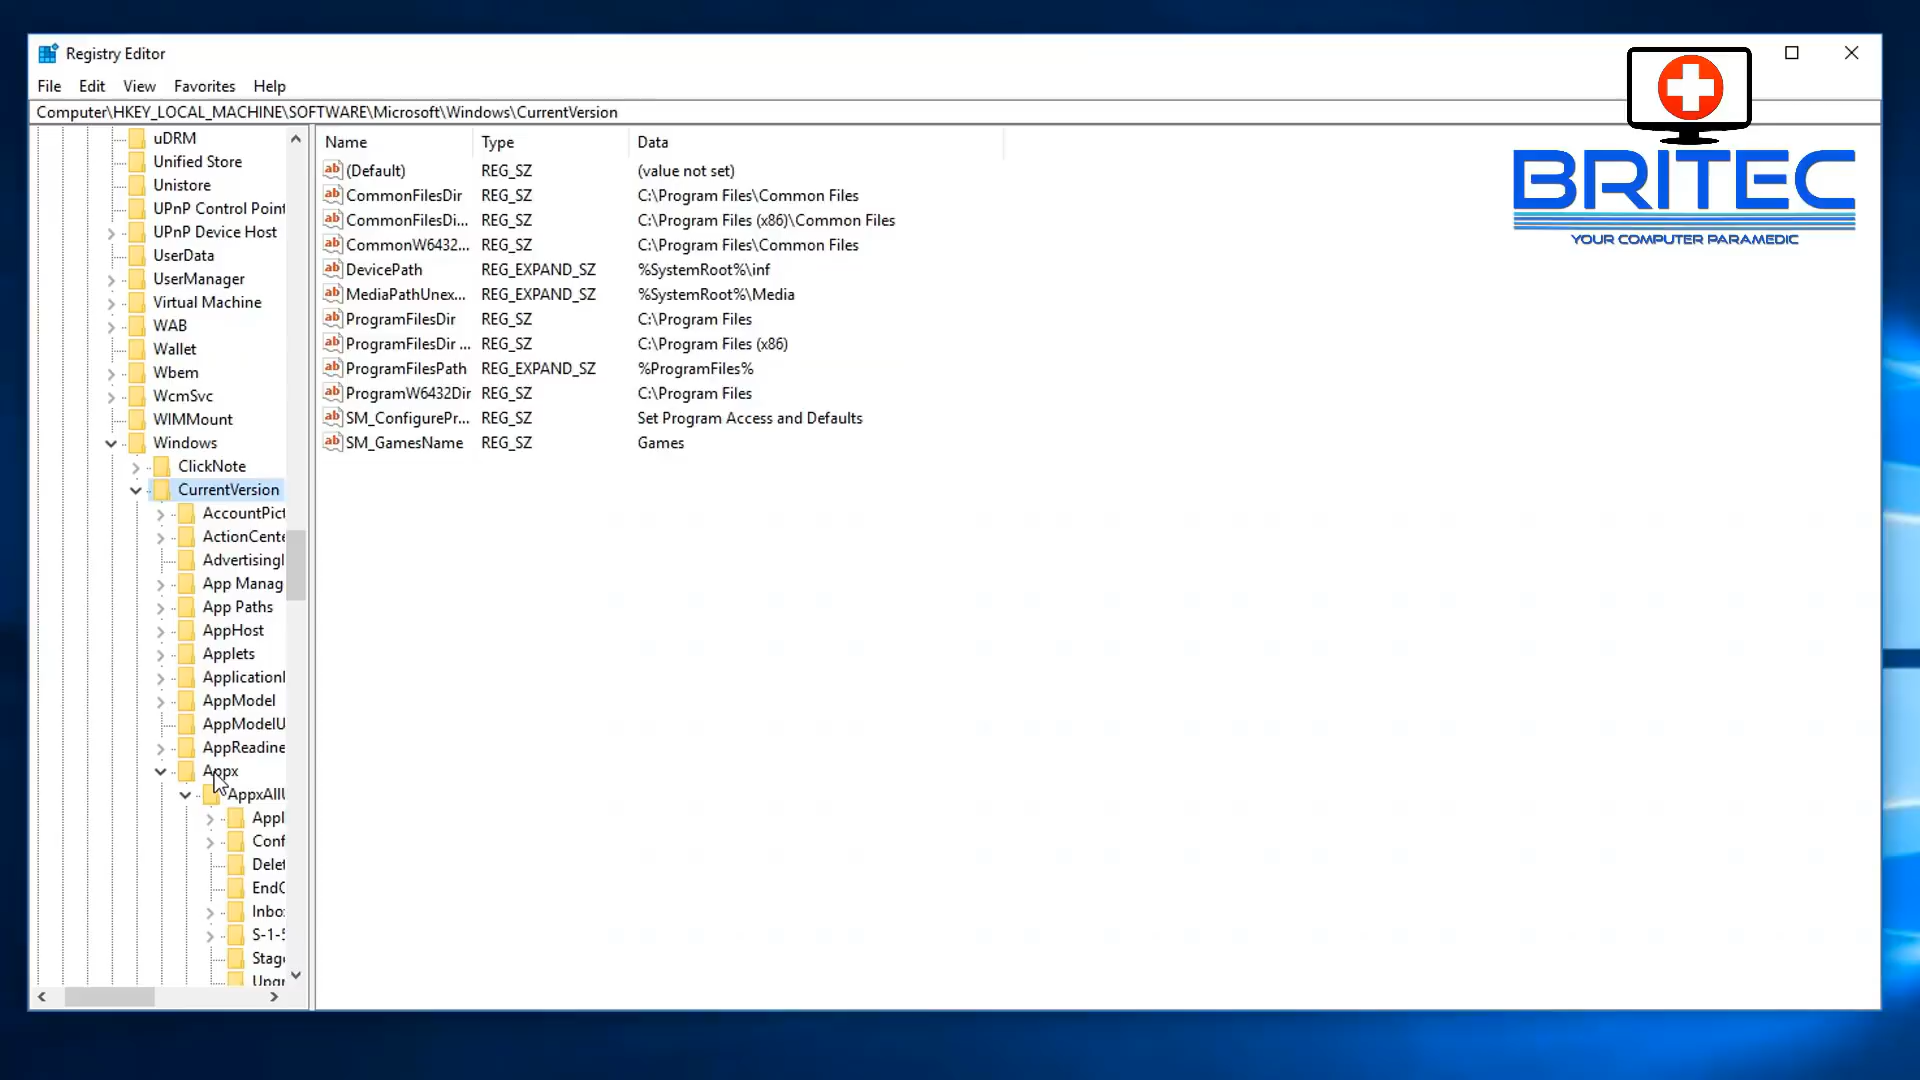 Registry Editor
File Edit View Favorites Help
Computer\HKEY_LOCAL_MACHINE\SOFTWARE\Microsoft\Windows\CurrentVersion
BRITEC
YOUR COMPUTER PARAMEDIC
uDRM
Unified Store
Unistore
UPnP Control Point
UPnP Device Host
UserData
UserManager
Virtual Machine
WAB
Wallet
Wbem
WcmSvc
WIMMount
Windows
ClickNote
CurrentVersion
AccountPict
ActionCente
AdvertisingI
App Manag
App Paths
AppHost
Applets
Application
AppModel
AppModelU
AppReadine
Appx
AppxAllU
Appl
Conf
Delet
EndO
Inbo
S-1-5
Stag
Upgr
Name Type Data
(Default) REG_SZ (value not set)
CommonFilesDir REG_SZ C:\Program Files\Common Files
CommonFilesDi... REG_SZ C:\Program Files (x86)\Common Files
CommonW6432... REG_SZ C:\Program Files\Common Files
DevicePath REG_EXPAND_SZ %SystemRoot%\inf
MediaPathUnex... REG_EXPAND_SZ %SystemRoot%\Media
ProgramFilesDir REG_SZ C:\Program Files
ProgramFilesDir ... REG_SZ C:\Program Files (x86)
ProgramFilesPath REG_EXPAND_SZ %ProgramFiles%
ProgramW6432Dir REG_SZ C:\Program Files
SM_ConfigurePr... REG_SZ Set Program Access and Defaults
SM_GamesName REG_SZ Games